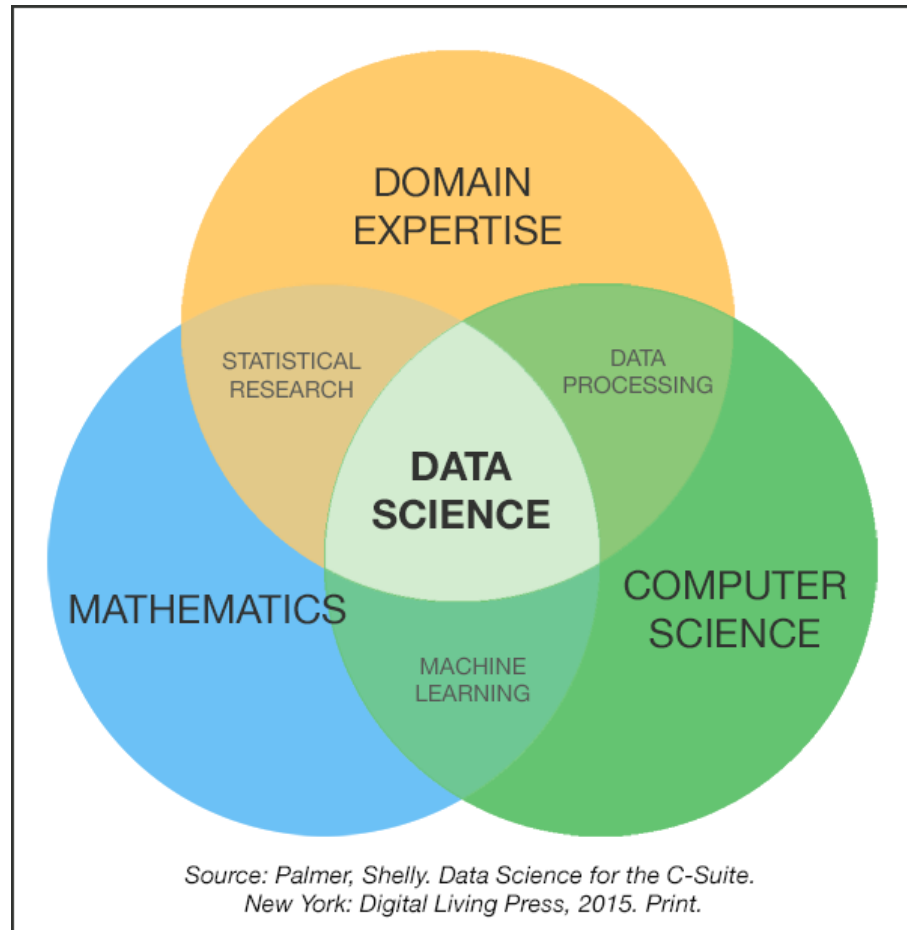 DOMAIN
EXPERTISE
STATISTICAL
RESEARCH
DATA
PROCESSING
DATA
SCIENCE
MATHEMATICS
COMPUTER
SCIENCE
MACHINE
LEARNING
Source: Palmer, Shelly. Data Science for the C-Suite.
New York: Digital Living Press, 2015. Print.